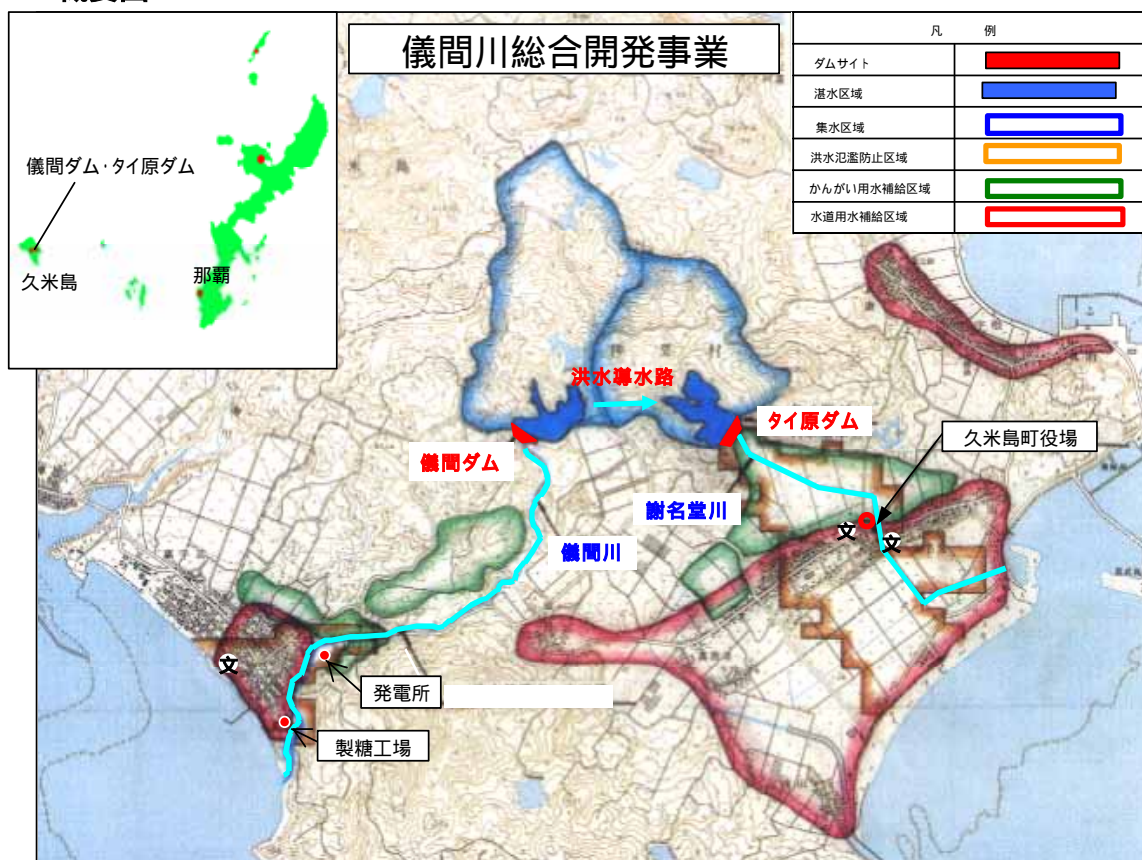 儀間川総合開発事業
凡 例
ダムサイト
湛水区域
集水区域
洪水氾濫防止区域
かんがい用水補給区域
水道用水補給区域
儀間ダム・タイ原ダム
久米島
那覇
洪水導水路
儀間ダム
タイ原ダム
久米島町役場
謝名堂川
儀間川
文
文
文
発電所
製糖工場